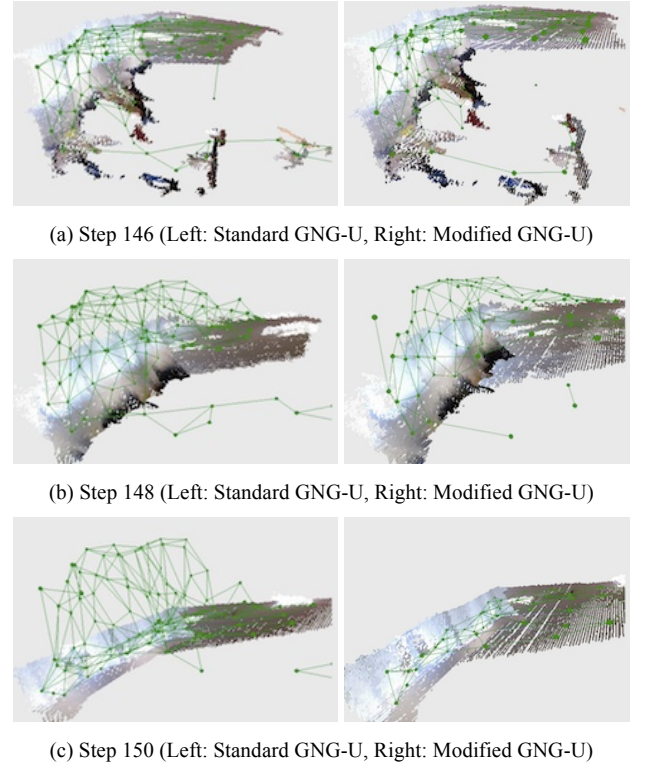 (a) Step 146 (Left: Standard GNG-U, Right: Modified GNG-U)
(b) Step 148 (Left: Standard GNG-U, Right: Modified GNG-U)
(c) Step 150 (Left: Standard GNG-U, Right: Modified GNG-U)